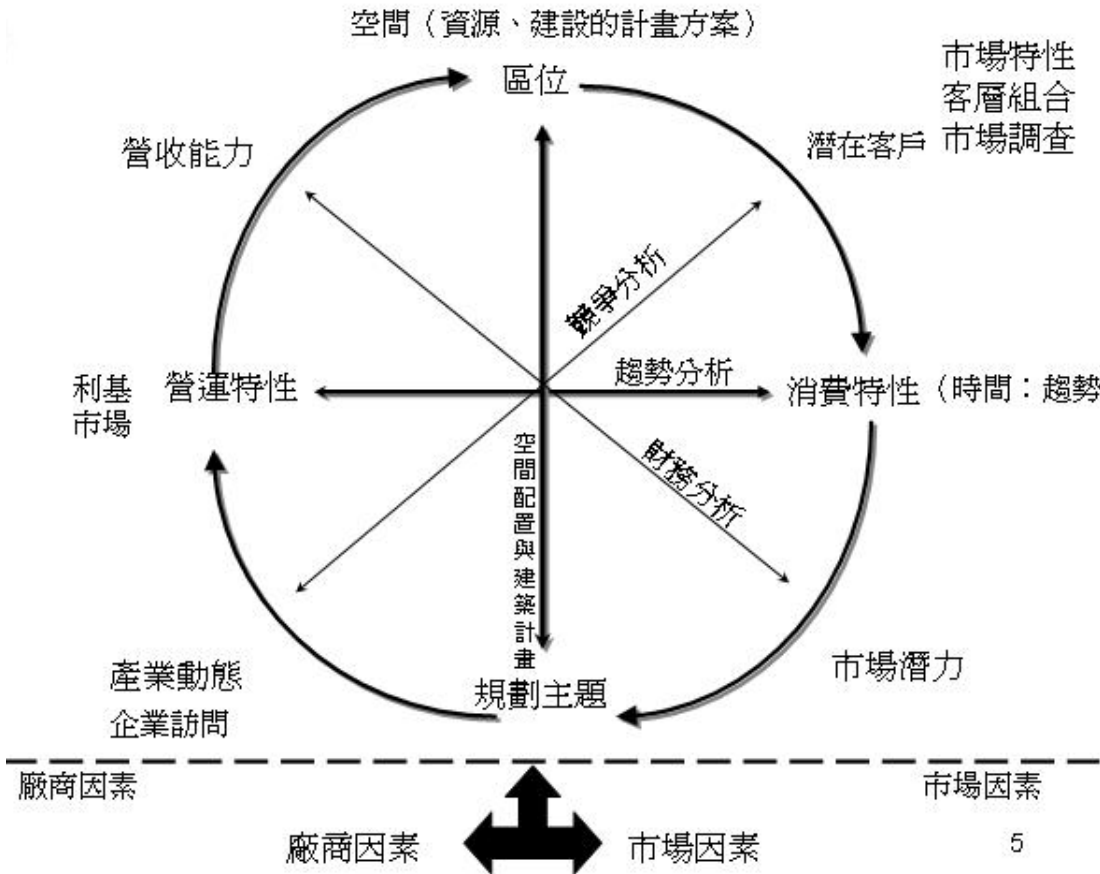 空間（資源、建設的計畫方案）
區位
市場特性
客層組合
市場調查
潛在客戶
營收能力
競爭分析
趨勢分析
利基
市場
營運特性
消費特性（時間：趨勢
財務分析
空間配置與建築計畫
規劃主題
市場潛力
產業動態
企業訪問
廠商因素
市場因素
廠商因素
市場因素
5